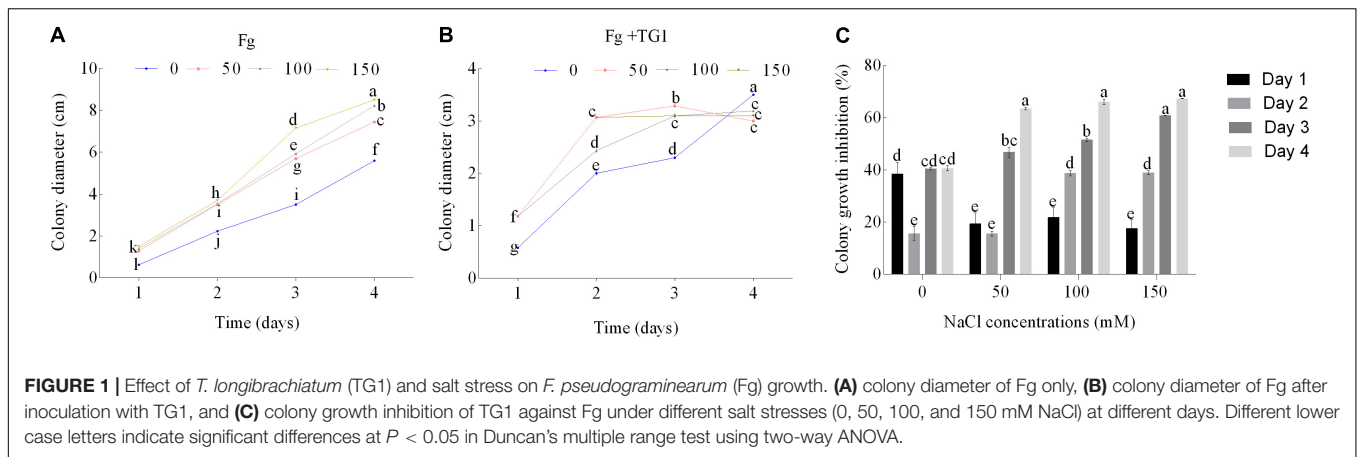 A
Fg
0 50 100 150
Colony diameter (cm)
10
8
6
4
2
0
a
b
c
d
e
g
f
h
i
i
j
k
l
1 2 3 4
Time (days)
B
Fg +TG1
0 50 100 150
Colony diameter (cm)
4
3
2
1
0
a
b
c
c
c
c
d
d
e
f
g
1 2 3 4
Time (days)
C
Colony growth inhibition (%)
80
60
40
20
0
d e cd cd
e e bc a
e d b a
e d a a
0 50 100 150
NaCl concentrations (mM)
Day 1
Day 2
Day 3
Day 4
FIGURE 1 | Effect of T. longibrachiatum (TG1) and salt stress on F. pseudograminearum (Fg) growth. (A) colony diameter of Fg only, (B) colony diameter of Fg after
inoculation with TG1, and (C) colony growth inhibition of TG1 against Fg under different salt stresses (0, 50, 100, and 150 mM NaCl) at different days. Different lower
case letters indicate significant differences at P < 0.05 in Duncan's multiple range test using two-way ANOVA.